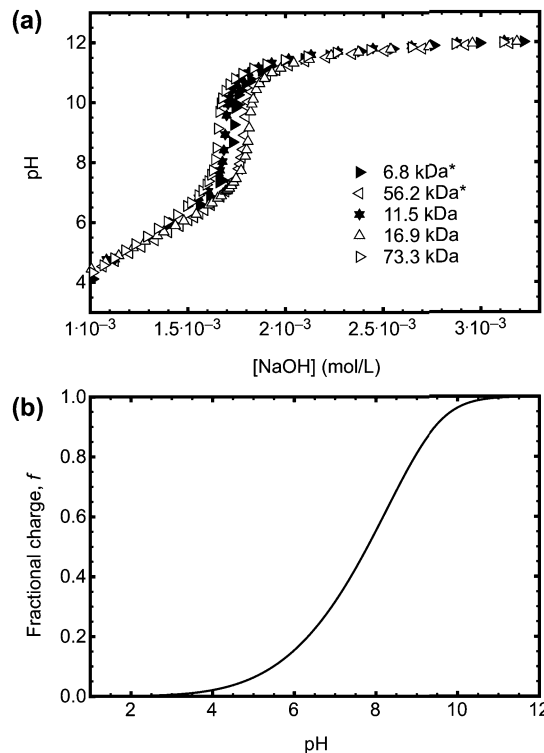 (a)
12
10
8
6
4
pH
6.8 kDa*
56.2 kDa*
11.5 kDa
16.9 kDa
73.3 kDa
1·10⁻³ 1.5·10⁻³ 2·10⁻³ 2.5·10⁻³ 3·10⁻³
[NaOH] (mol/L)
(b)
1.0
0.8
0.6
0.4
0.2
0.0
Fractional charge, f
2 4 6 8 10 12
pH